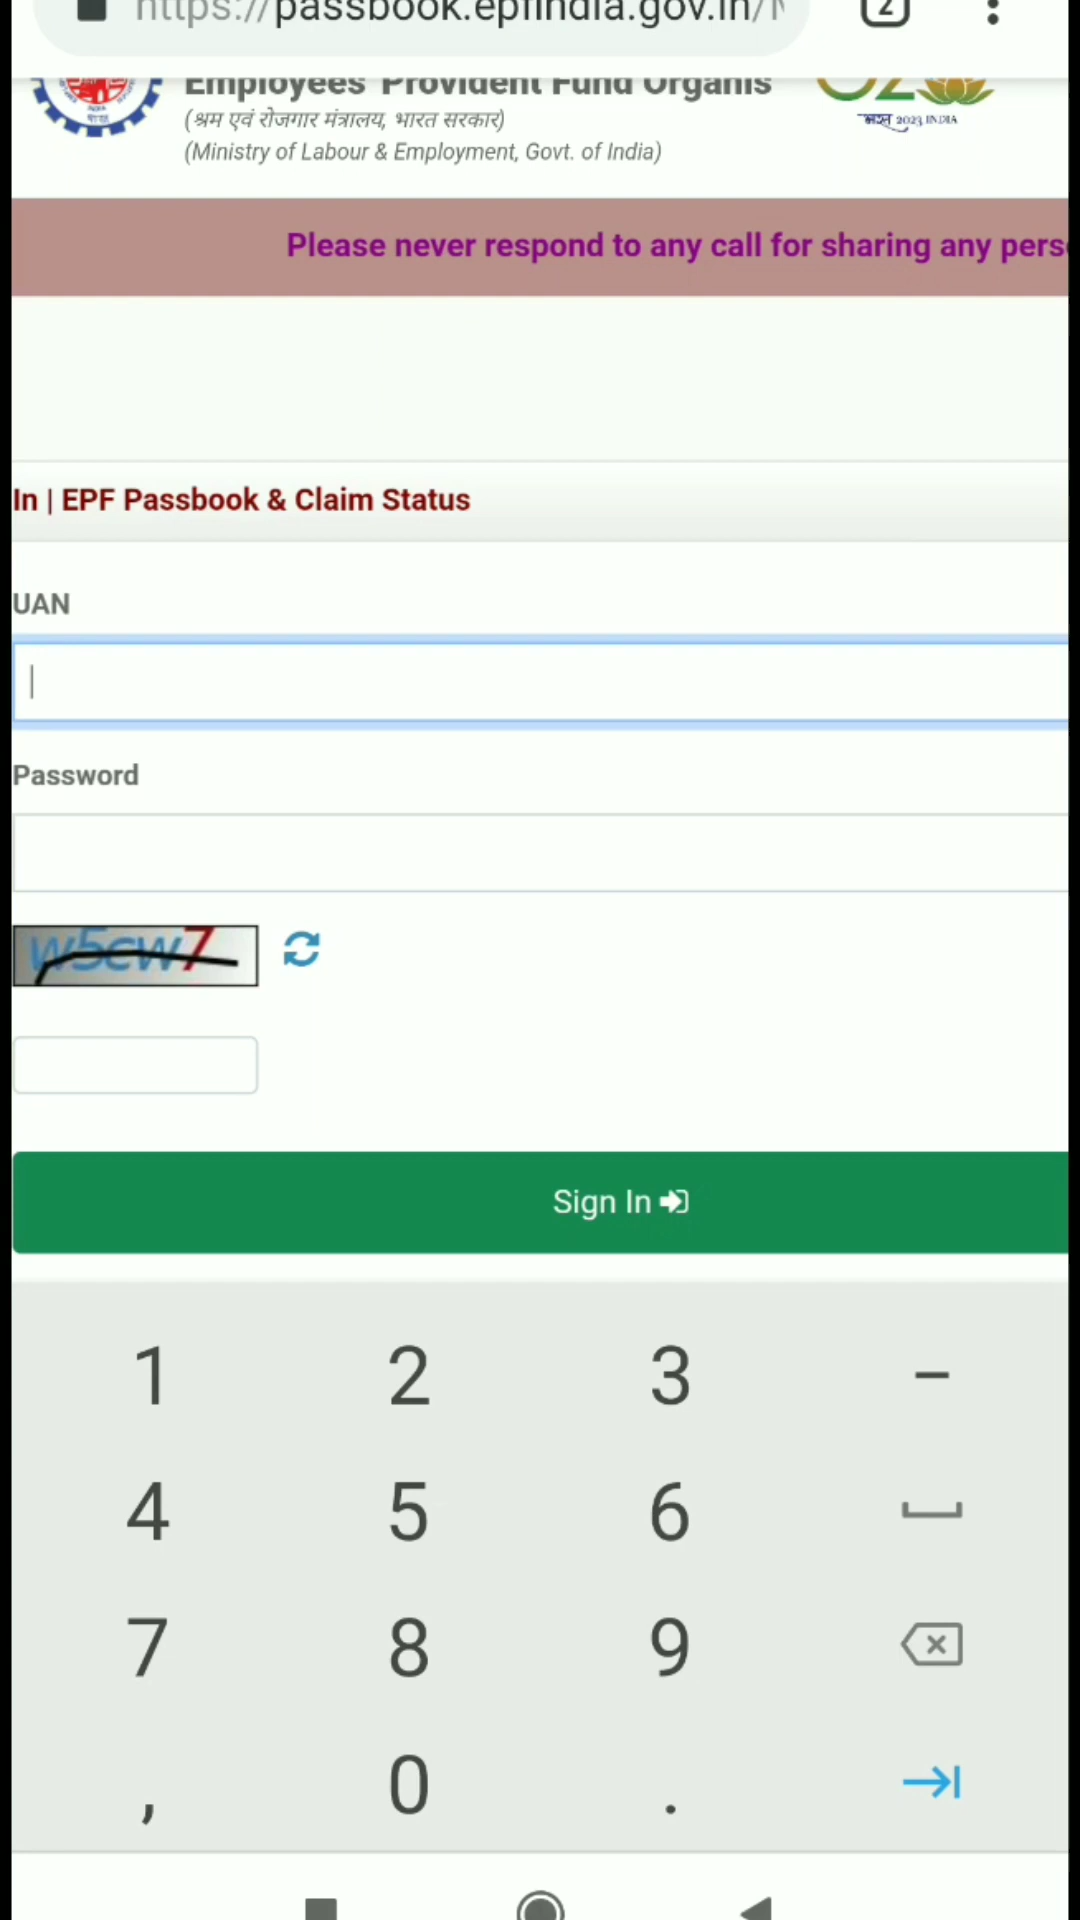 https://passbook.epfindia.gov.in/
2
Employees' Provident Fund Organis
(श्रम एवं रोजगार मंत्रालय, भारत सरकार)
(Ministry of Labour & Employment, Govt. of India)
2023 INDIA
Please never respond to any call for sharing any pers
In | EPF Passbook & Claim Status
UAN
Password
w5cw7
Sign In
1 2 3 –
4 5 6
7 8 9
, 0 .